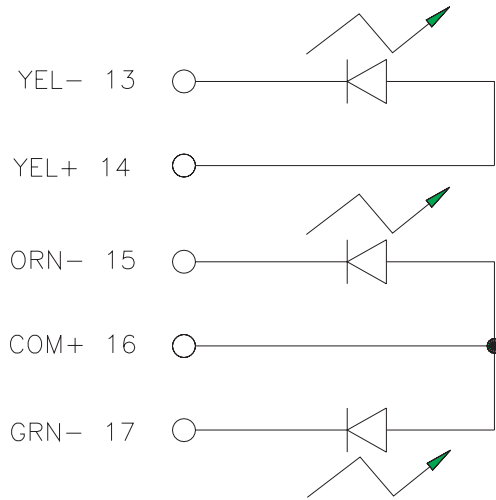 YEL- 13
YEL+ 14
ORN- 15
COM+ 16
GRN- 17